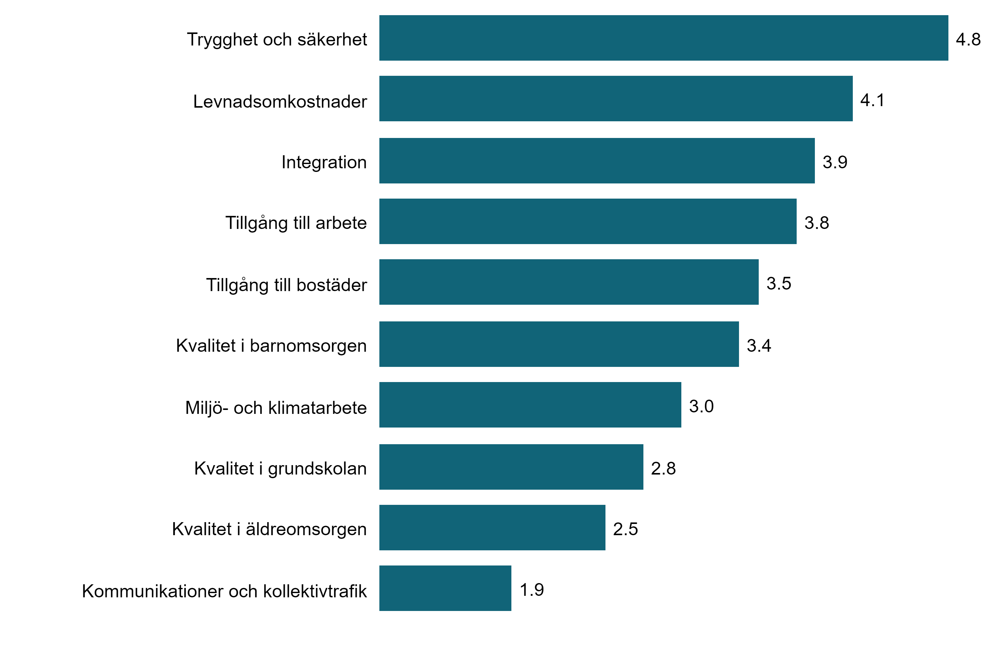 Trygghet och säkerhet 4.8
Levnadsomkostnader 4.1
Integration 3.9
Tillgång till arbete 3.8
Tillgång till bostäder 3.5
Kvalitet i barnomsorgen 3.4
Miljö- och klimatarbete 3.0
Kvalitet i grundskolan 2.8
Kvalitet i äldreomsorgen 2.5
Kommunikationer och kollektivtrafik 1.9